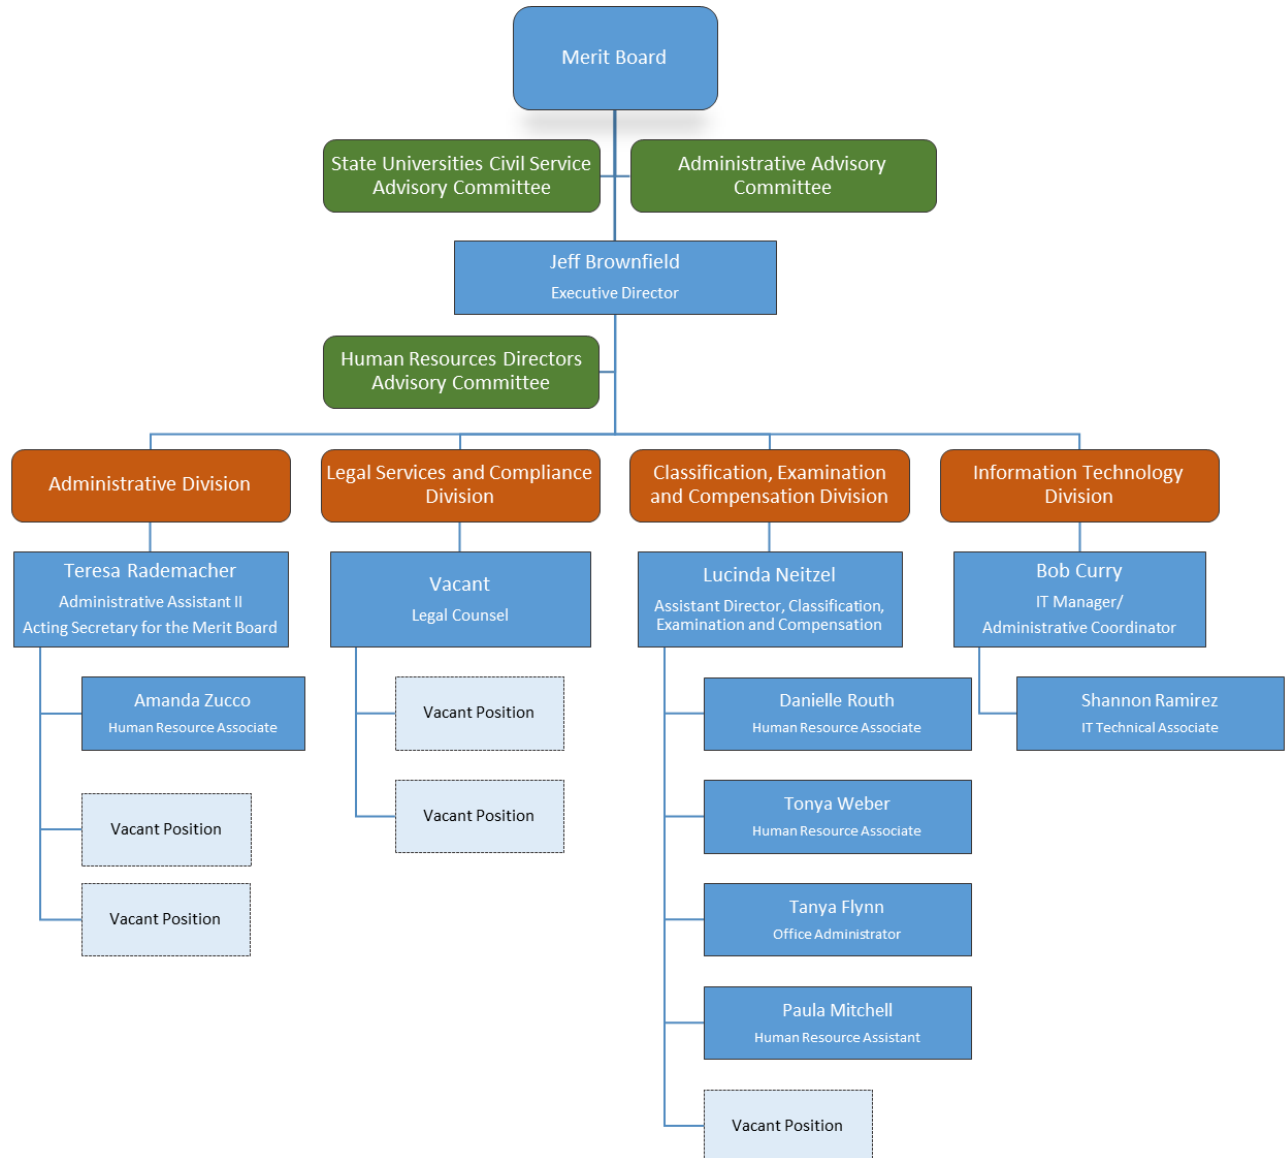 Merit Board
State Universities Civil Service
Advisory Committee
Administrative Advisory
Committee
Jeff Brownfield
Executive Director
Human Resources Directors
Advisory Committee
Administrative Division
Legal Services and Compliance
Division
Classification, Examination
and Compensation Division
Information Technology
Division
Teresa Rademacher
Administrative Assistant II
Acting Secretary for the Merit Board
Vacant
Legal Counsel
Lucinda Neitzel
Assistant Director, Classification,
Examination and Compensation
Bob Curry
IT Manager/
Administrative Coordinator
Amanda Zucco
Human Resource Associate
Vacant Position
Vacant Position
Vacant Position
Vacant Position
Danielle Routh
Human Resource Associate
Tonya Weber
Human Resource Associate
Tanya Flynn
Office Administrator
Paula Mitchell
Human Resource Assistant
Vacant Position
Shannon Ramirez
IT Technical Associate